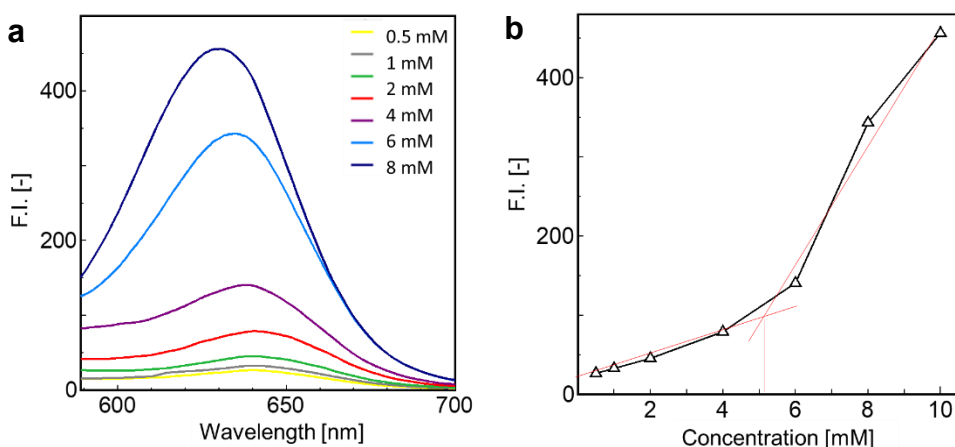 a
0.5 mM
1 mM
2 mM
4 mM
6 mM
8 mM
400
200
0
600
650
700
F.I. [-]
Wavelength [nm]
b
400
200
0
2
4
6
8
10
F.I. [-]
Concentration [mM]